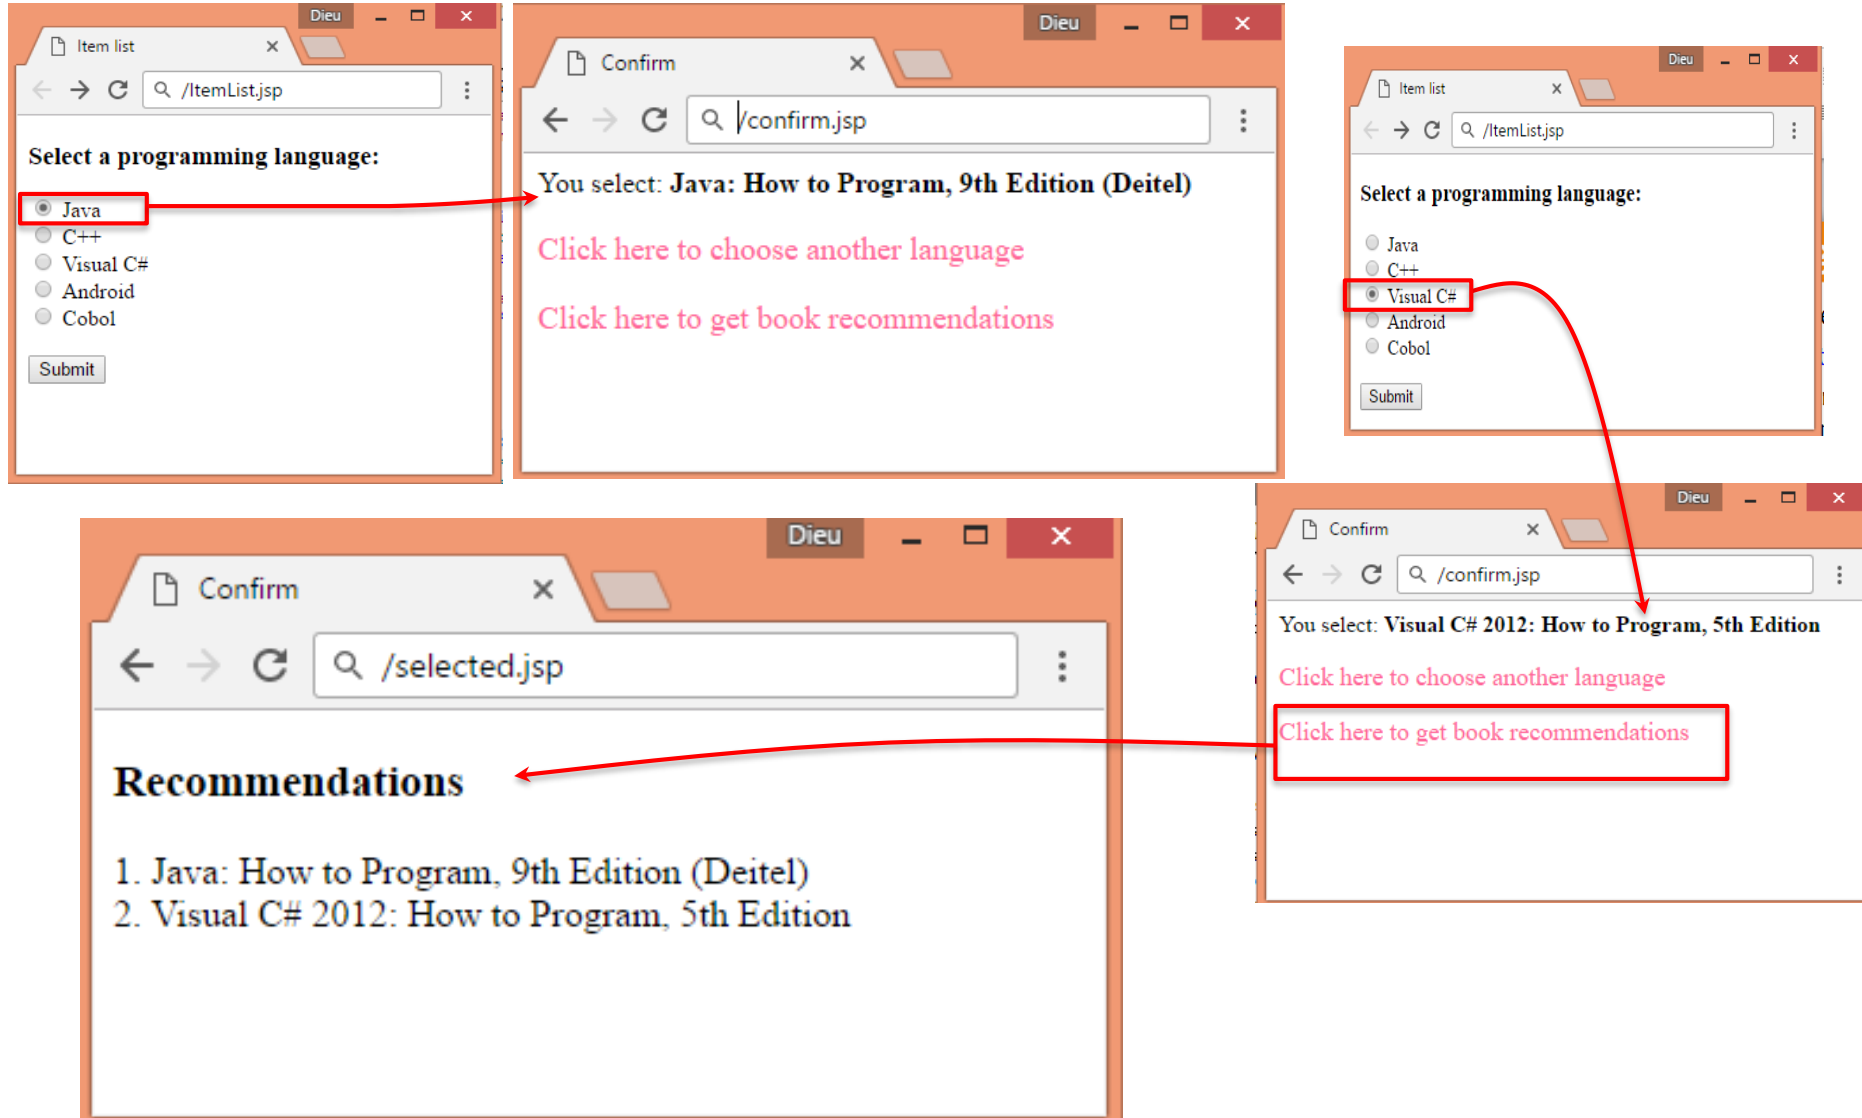 Dieu
Item list
/ItemList.jsp
Select a programming language:
Java
C++
Visual C#
Android
Cobol
Submit
Dieu
Confirm
/confirm.jsp
You select: Java: How to Program, 9th Edition (Deitel)
Click here to choose another language
Click here to get book recommendations
Dieu
Item list
/ItemList.jsp
Select a programming language:
Java
C++
Visual C#
Android
Cobol
Submit
Dieu
Confirm
/confirm.jsp
You select: Visual C# 2012: How to Program, 5th Edition
Click here to choose another language
Click here to get book recommendations
Dieu
Confirm
/selected.jsp
Recommendations
1. Java: How to Program, 9th Edition (Deitel)
2. Visual C# 2012: How to Program, 5th Edition